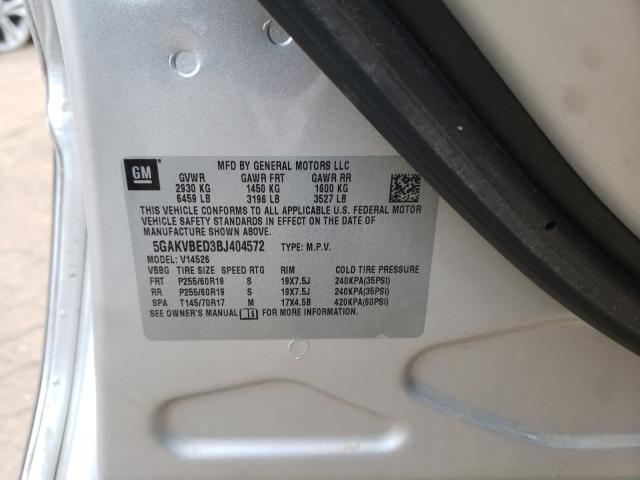 GM
MFD BY GENERAL MOTORS LLC
GVWR GAWR FRT GAWR RR
2930 KG 1450 KG 1600 KG
6459 LB 3196 LB 3527 LB
THIS VEHICLE CONFORMS TO ALL APPLICABLE U.S. FEDERAL MOTOR
VEHICLE SAFETY STANDARDS IN EFFECT ON THE DATE OF
MANUFACTURE SHOWN ABOVE.
5GAKVBED3BJ404572 TYPE: M.P.V.
MODEL: V14526
VBBG TIRE SIZE SPEED RTG RIM COLD TIRE PRESSURE
FRT P255/60R19 S 19X7.5J 240KPA(35PSI)
RR P255/60R19 S 19X7.5J 240KPA(35PSI)
SPA T145/70R17 M 17X4.5B 420KPA(60PSI)
SEE OWNER'S MANUAL FOR MORE INFORMATION.